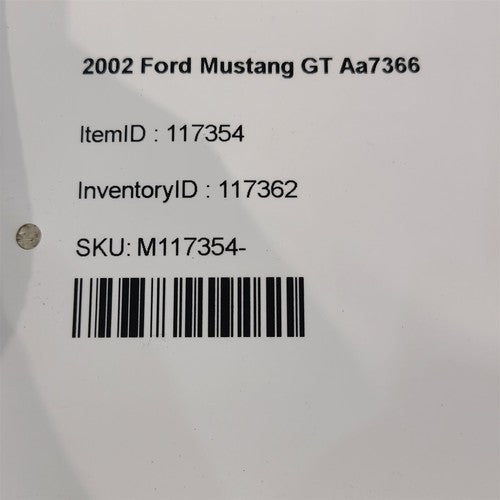 2002 Ford Mustang GT Aa7366
ItemID : 117354
InventoryID : 117362
SKU: M117354-